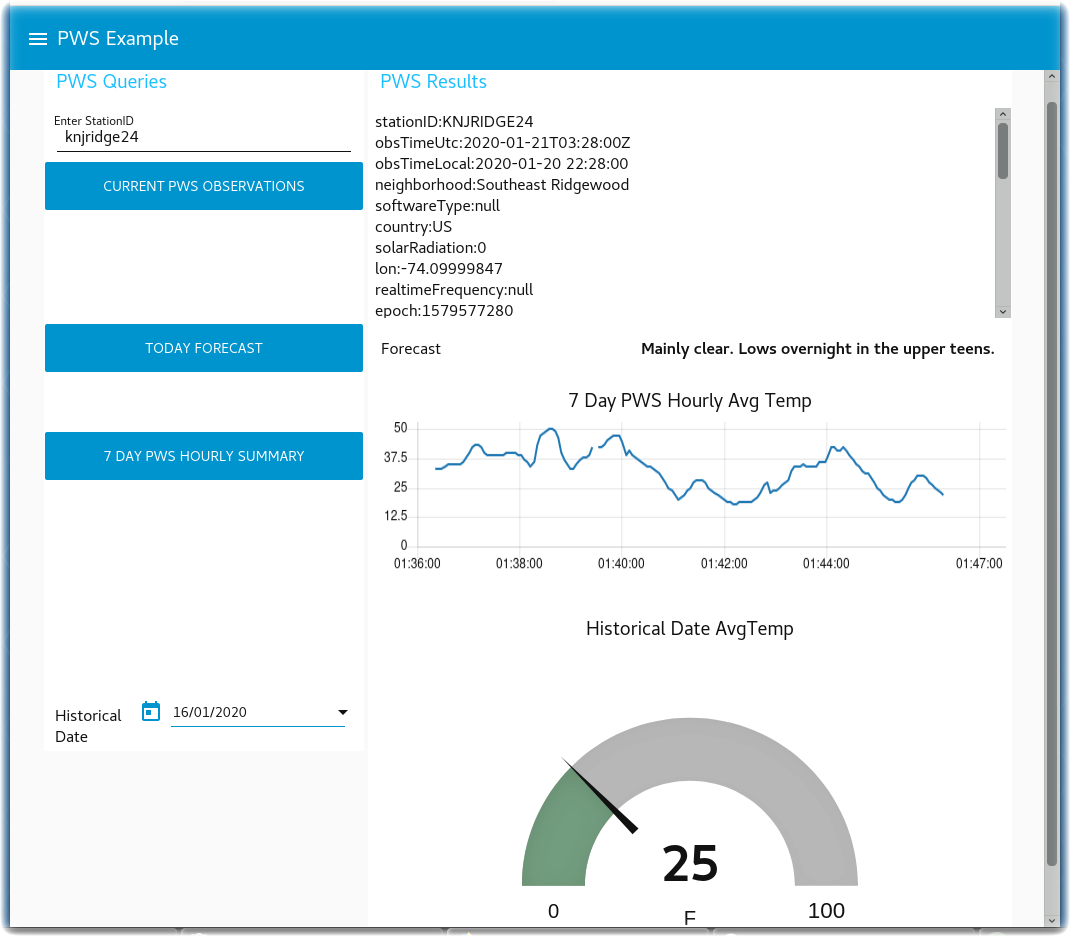 PWS Example
PWS Queries
Enter StationID
knjridge24
CURRENT PWS OBSERVATIONS
TODAY FORECAST
7 DAY PWS HOURLY SUMMARY
Historical
Date
16/01/2020
PWS Results
stationID:KNJRIDGE24
obsTimeUtc:2020-01-21T03:28:00Z
obsTimeLocal:2020-01-20 22:28:00
neighborhood:Southeast Ridgewood
softwareType:null
country:US
solarRadiation:0
lon:-74.09999847
realtimeFrequency:null
epoch:1579577280
Forecast Mainly clear. Lows overnight in the upper teens.
7 Day PWS Hourly Avg Temp
50
37.5
25
12.5
0
01:36:00 01:38:00 01:40:00 01:42:00 01:44:00 01:47:00
Historical Date AvgTemp
25
0 F 100